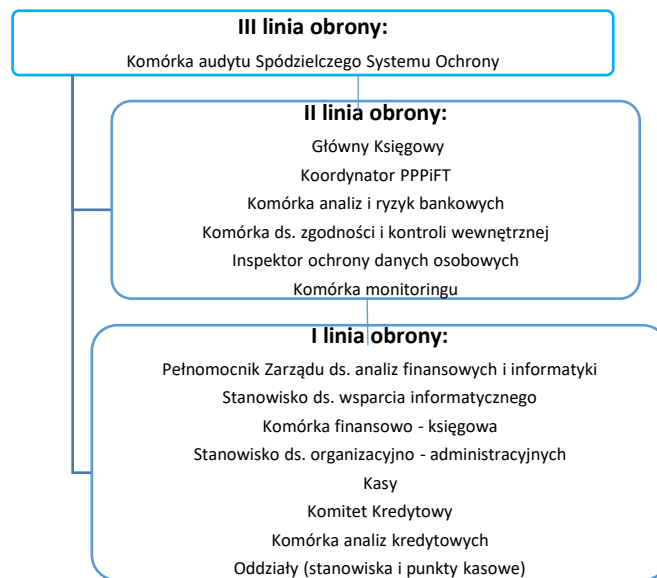 III linia obrony:
Komórka audytu Spódzielczego Systemu Ochrony
II linia obrony:
Główny Księgowy
Koordynator PPPiFT
Komórka analiz i ryzyk bankowych
Komórka ds. zgodności i kontroli wewnętrznej
Inspektor ochrony danych osobowych
Komórka monitoringu
I linia obrony:
Pełnomocnik Zarządu ds. analiz finansowych i informatyki
Stanowisko ds. wsparcia informatycznego
Komórka finansowo - księgowa
Stanowisko ds. organizacyjno - administracyjnych
Kasy
Komitet Kredytowy
Komórka analiz kredytowych
Oddziały (stanowiska i punkty kasowe)